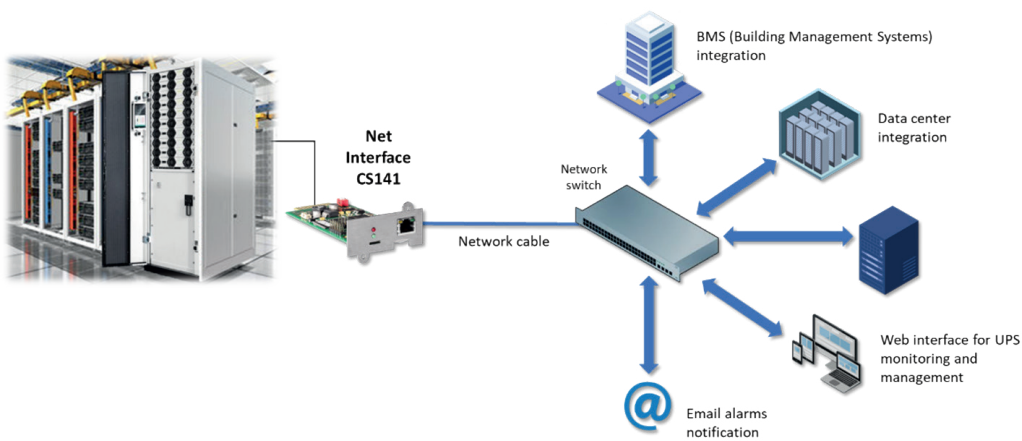 BMS (Building Management Systems)
integration
Data center
integration
Net
Interface
CS141
Network
switch
Network cable
Web interface for UPS
monitoring and
management
@
Email alarms
notification